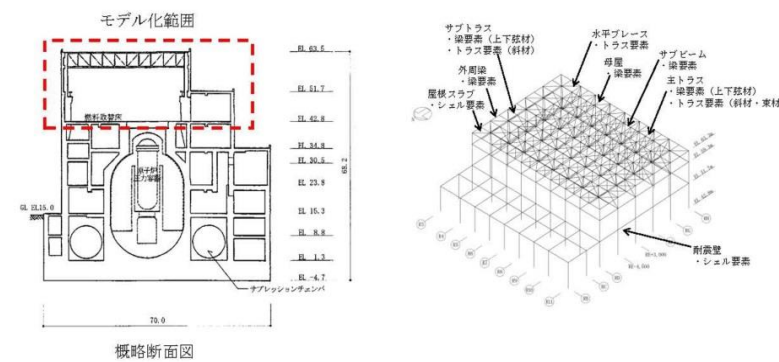 モデル化範囲
EL 63.5
EL 51.7
燃料取替床
EL 42.8
EL 34.8
EL 30.5
原子炉
圧力容器
EL 23.8
GL EL15.0
EL 15.3
EL 8.8
EL 1.3
EL -4.7
68.2
サプレッションチェンバ
70.0
概略断面図
サブトラス
・梁要素（上下弦材）
・トラス要素（斜材）
水平ブレース
・トラス要素
母屋
・梁要素
サブビーム
・梁要素
主トラス
・梁要素（上下弦材）
・トラス要素（斜材・束材
外周梁
・梁要素
屋根スラブ
・シェル要素
耐震壁
・シェル要素